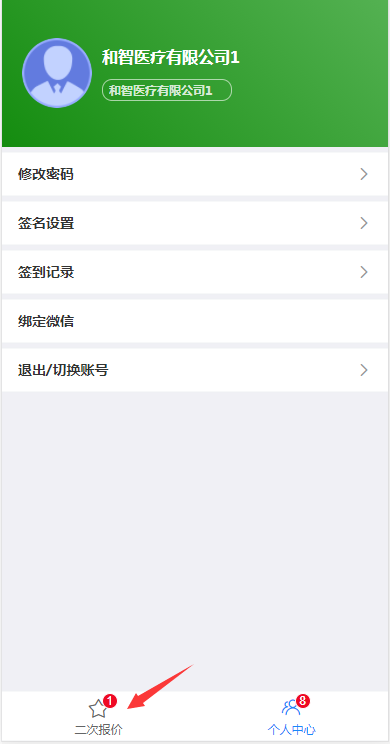 和智医疗有限公司1
和智医疗有限公司1
修改密码
签名设置
签到记录
绑定微信
退出/切换账号
1
8
二次报价
个人中心